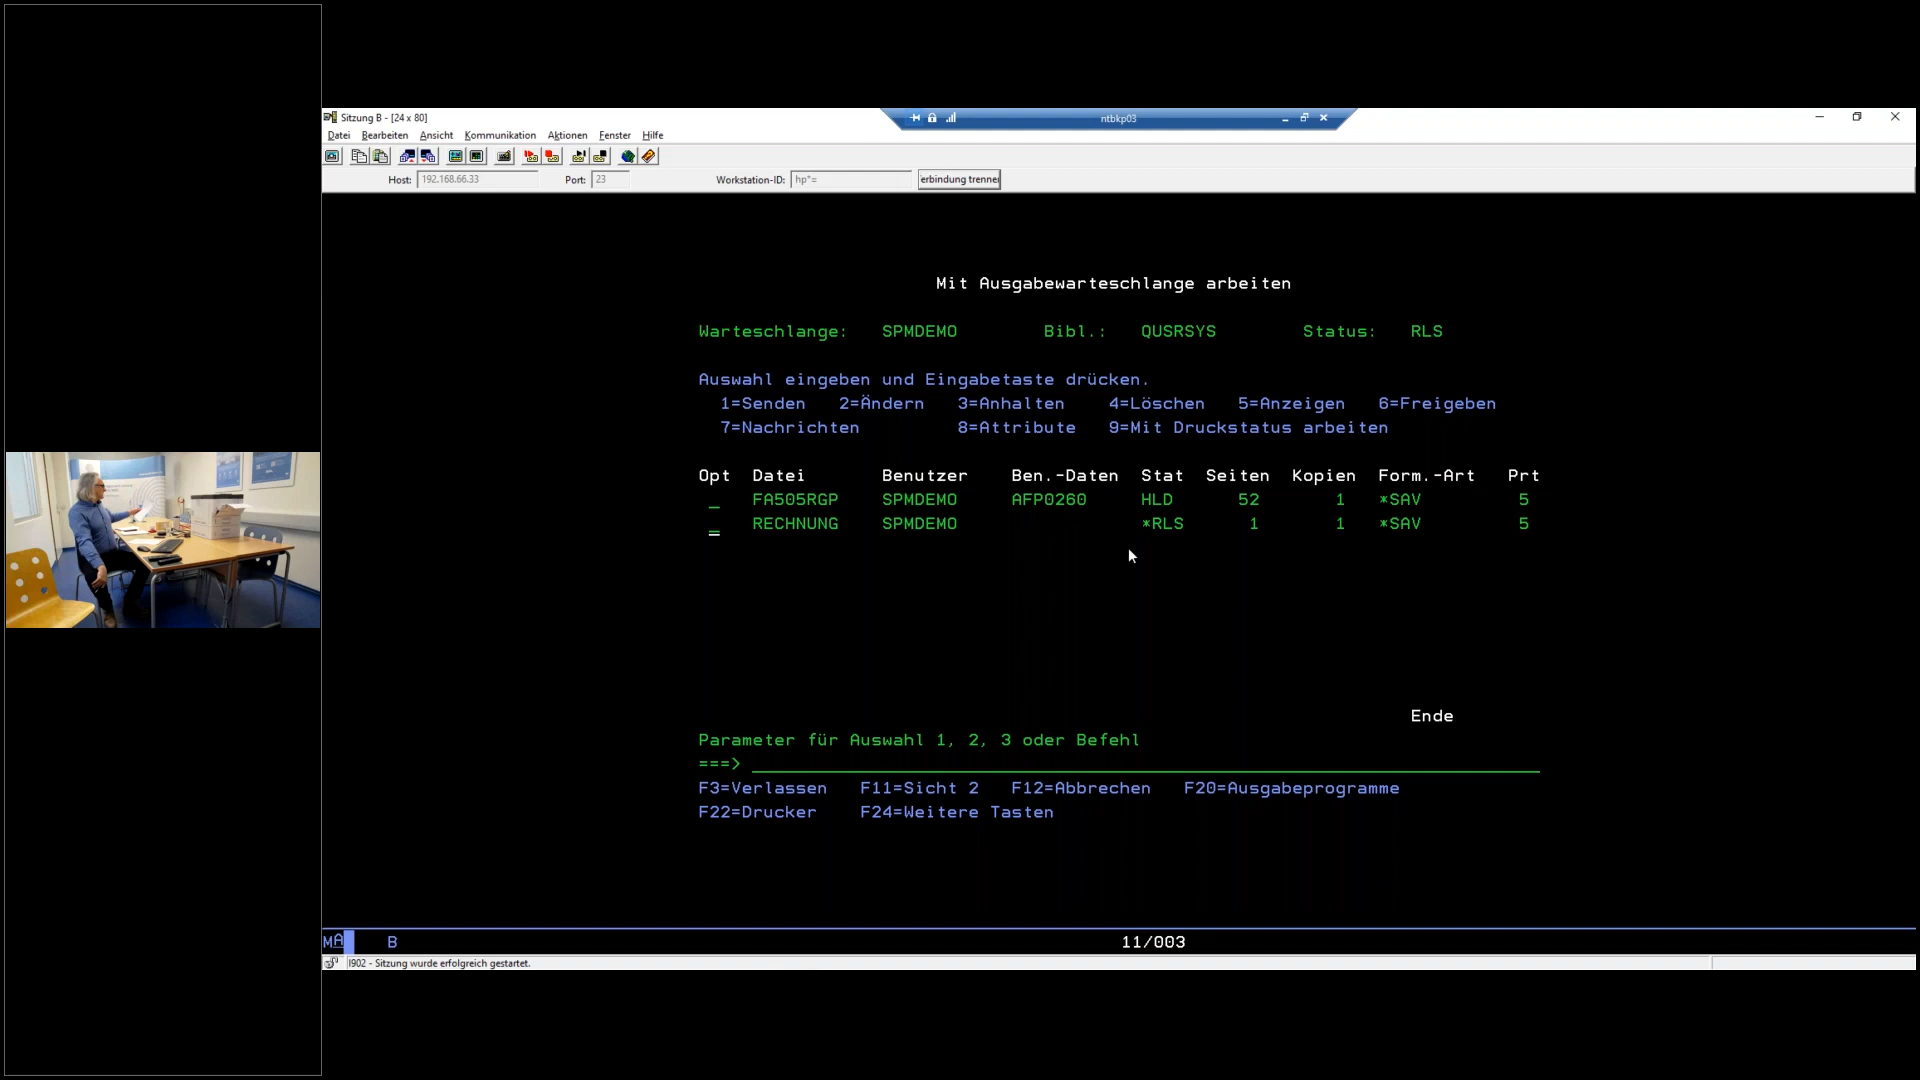 Sitzung B - [24 x 80]
ntbkp03
Datei Bearbeiten Ansicht Kommunikation Aktionen Fenster Hilfe
Host: 192.168.66.33 Port: 23 Workstation-ID: hp*= erbindung trenner
Mit Ausgabewarteschlange arbeiten
Warteschlange: SPMDEMO Bibl.: QUSRSYS Status: RLS
Auswahl eingeben und Eingabetaste drücken.
1=Senden 2=Ändern 3=Anhalten 4=Löschen 5=Anzeigen 6=Freigeben
7=Nachrichten 8=Attribute 9=Mit Druckstatus arbeiten
Opt Datei Benutzer Ben.-Daten Stat Seiten Kopien Form.-Art Prt
_ FA505RGP SPMDEMO AFP0260 HLD 52 1 *SAV 5
_ RECHNUNG SPMDEMO *RLS 1 1 *SAV 5
Ende
Parameter für Auswahl 1, 2, 3 oder Befehl
===>
F3=Verlassen F11=Sicht 2 F12=Abbrechen F20=Ausgabeprogramme
F22=Drucker F24=Weitere Tasten
MA B 11/003
I902 - Sitzung wurde erfolgreich gestartet.